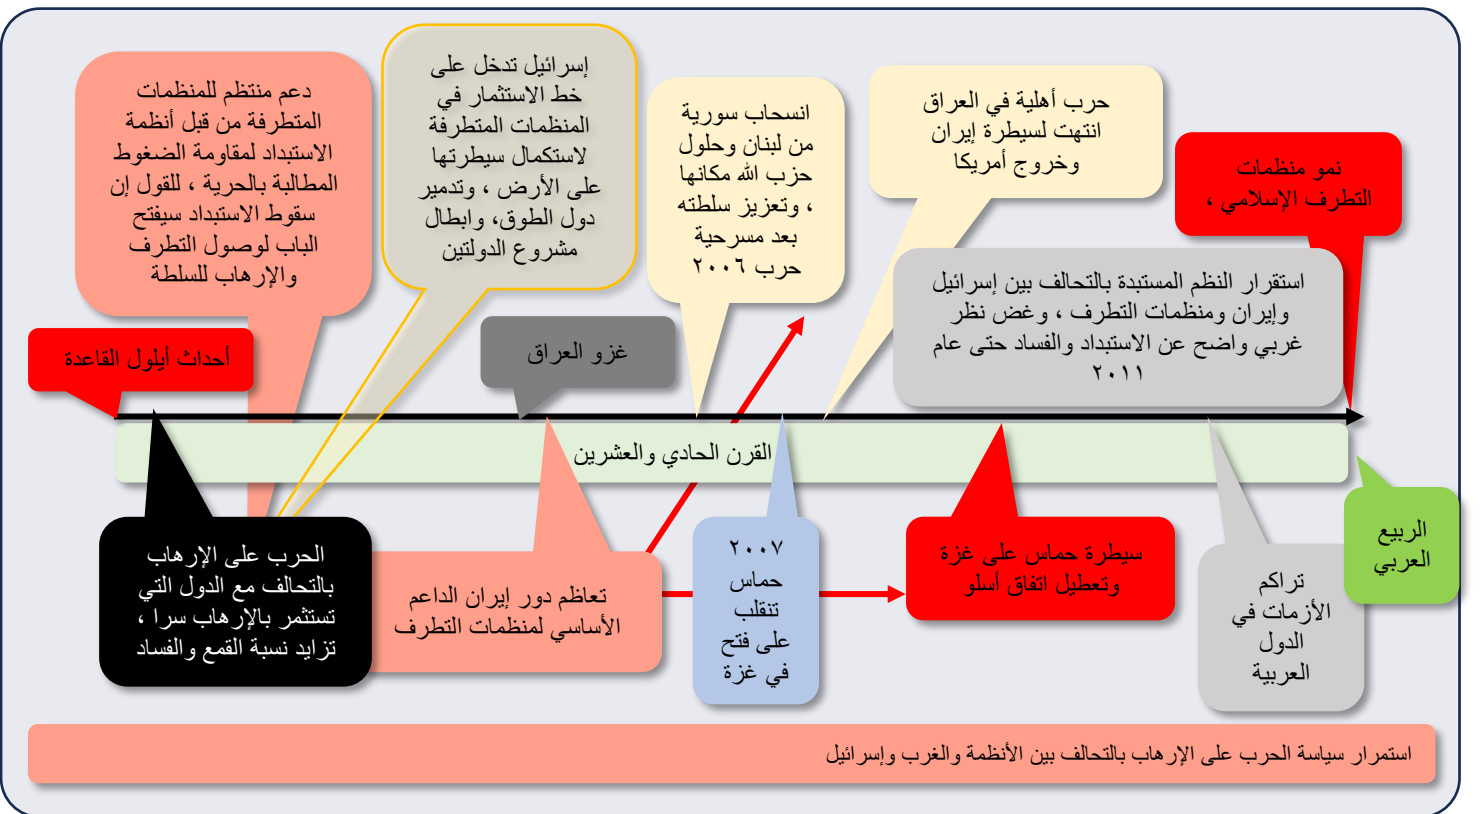 دعم منتظم للمنظمات
المتطرفة من قبل أنظمة
الاستبداد لمقاومة الضغوط
المطالبة بالحرية ، للقول إن
سقوط الاستبداد سيفتح
الباب لوصول التطرف
والإرهاب للسلطة
إسرائيل تدخل على
خط الاستثمار في
المنظمات المتطرفة
لاستكمال سيطرتها
على الأرض ، وتدمير
دول الطوق، وابطال
مشروع الدولتين
انسحاب سورية
من لبنان وحلول
حزب الله مكانها
، وتعزيز سلطته
بعد مسرحية
حرب ٢٠٠٦
حرب أهلية في العراق
انتهت لسيطرة إيران
وخروج أمريكا
نمو منظمات
التطرف الإسلامي ،
استقرار النظم المستبدة بالتحالف بين إسرائيل
وإيران ومنظمات التطرف ، وغض نظر
غربي واضح عن الاستبداد والفساد حتى عام
٢٠١١
أحداث أيلول القاعدة
غزو العراق
القرن الحادي والعشرين
الحرب على الإرهاب
بالتحالف مع الدول التي
تستثمر بالإرهاب سرا ،
تزايد نسبة القمع والفساد
تعاظم دور إيران الداعم
الأساسي لمنظمات التطرف
٢٠٠٧
حماس
تنقلب
على فتح
في غزة
سيطرة حماس على غزة
وتعطيل اتفاق أسلو
تراكم
الأزمات في
الدول
العربية
الربيع
العربي
استمرار سياسة الحرب على الإرهاب بالتحالف بين الأنظمة والغرب وإسرائيل